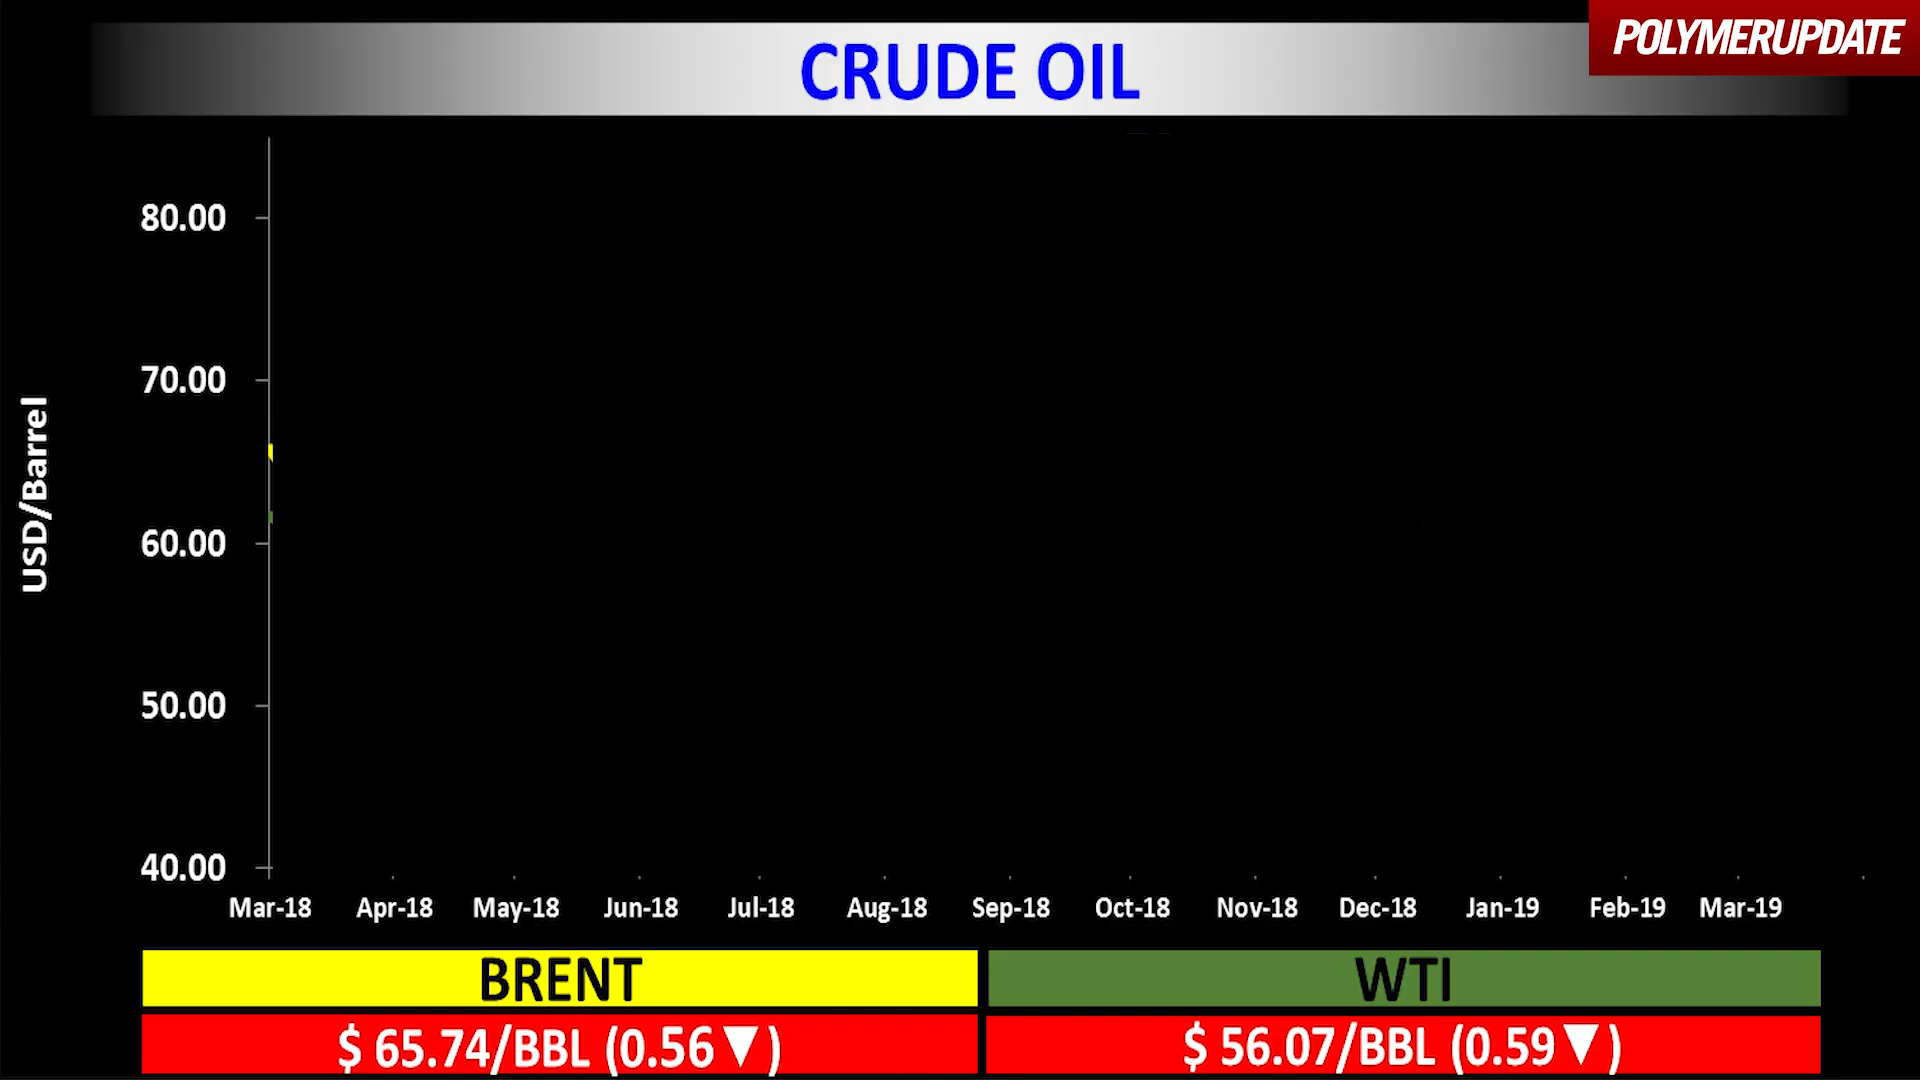 POLYMERUPDATE
CRUDE OIL
USD/Barrel
80.00
70.00
60.00
50.00
40.00
Mar-18 Apr-18 May-18 Jun-18 Jul-18 Aug-18 Sep-18 Oct-18 Nov-18 Dec-18 Jan-19 Feb-19 Mar-19
BRENT
WTI
$ 65.74/BBL (0.56▼)
$ 56.07/BBL (0.59▼)